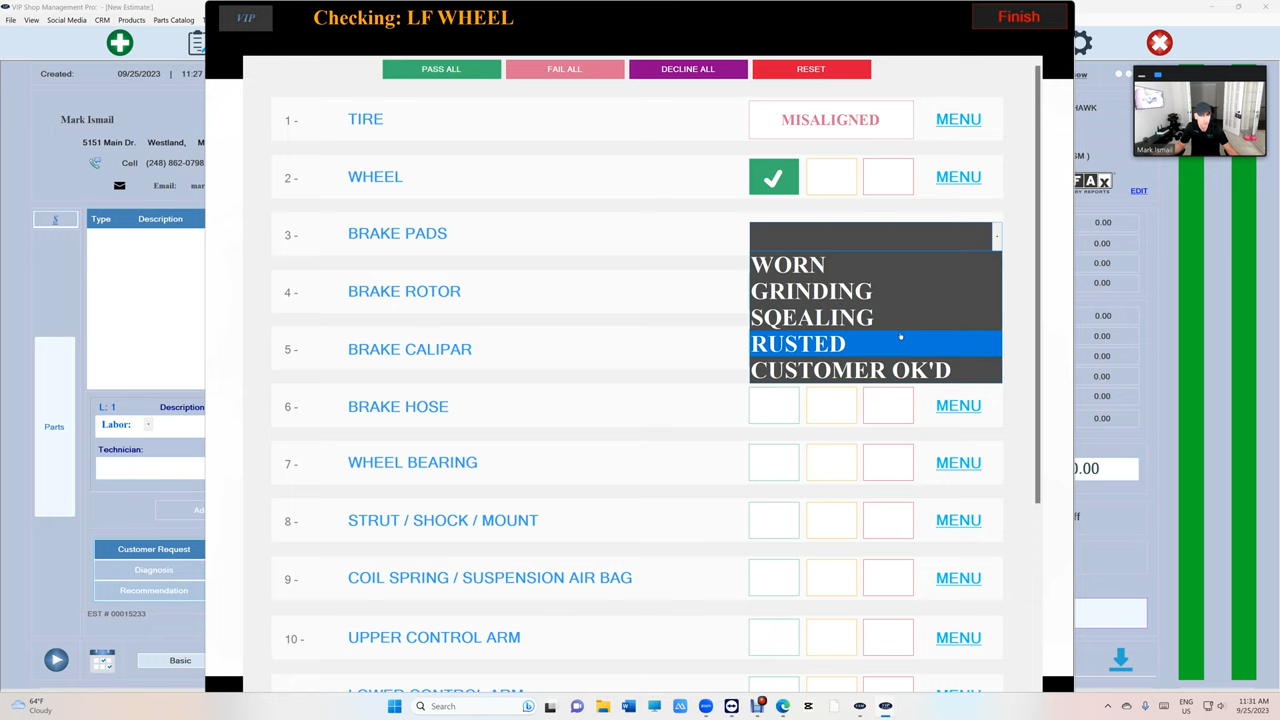 VIP Shop Management Pro: - [New Estimate:]
File View Social Media CRM Products Parts Catalog
VIP
Checking: LF WHEEL
Finish
PASS ALL FAIL ALL DECLINE ALL RESET
Created: 09/25/2023 | 11:27
Mark Ismail
5151 Main Dr. Westland,
Cell (248) 862-0798
Email:
S
Type Description
1 - TIRE MISALIGNED MENU
2 - WHEEL MENU
3 - BRAKE PADS
WORN
GRINDING
SQEALING
RUSTED
CUSTOMER OK'D
4 - BRAKE ROTOR
5 - BRAKE CALIPAR
6 - BRAKE HOSE MENU
7 - WHEEL BEARING MENU
8 - STRUT / SHOCK / MOUNT MENU
9 - COIL SPRING / SUSPENSION AIR BAG MENU
10 - UPPER CONTROL ARM MENU
LOWER CONTROL ARM
Parts
L: 1 Description
Labor:
Technician:
Customer Request
Diagnosis
Recommendation
EST # 00015233
Basic
Mark Ismail
HAWK
EDIT
0.00
0.00
0.00
0.00
0.00
0.00
0.00
0.00
0.00
64°F
Cloudy
Search
ENG
US
11:31 AM
9/25/2023